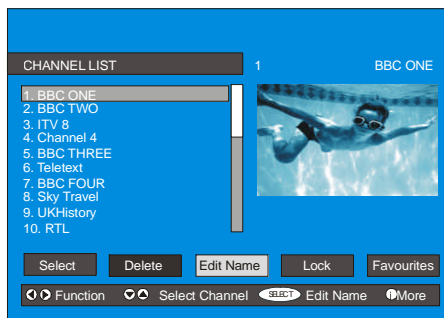 CHANNEL LIST 1 BBC ONE
1. BBC ONE
2. BBC TWO
3. ITV 8
4. Channel 4
5. BBC THREE
6. Teletext
7. BBC FOUR
8. Sky Travel
9. UKHistory
10. RTL
Select Delete Edit Name Lock Favourites
Function Select Channel SELECT Edit Name i More